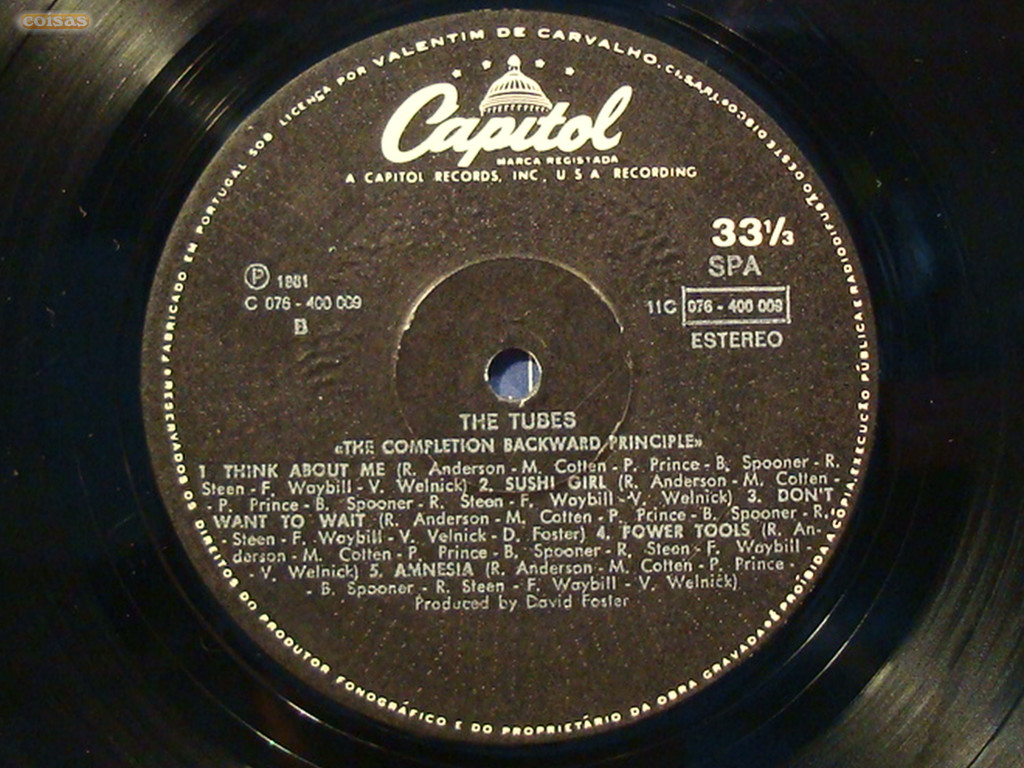 coisas
FABRICADO EM PORTUGAL SOB LICENÇA POR VALENTIM DE CARVALHO, CI. SARL
Capitol
MARCA REGISTADA
A CAPITOL RECORDS, INC, U S A RECORDING
33⅓
SPA
Ⓟ 1981
C 076 - 400 009
B
11C 076 - 400 009
ESTEREO
THE TUBES
«THE COMPLETION BACKWARD PRINCIPLE»
1 THINK ABOUT ME (R. Anderson - M. Cotten - P. Prince - B. Spooner - R.
Steen - F. Waybill - V. Welnick) 2. SUSHI GIRL (R. Anderson - M. Cotten -
- P. Prince - B. Spooner - R. Steen - F. Waybill - V. Welnick) 3. DON'T
WANT TO WAIT (R. Anderson - M. Cotten - P. Prince - B. Spooner - R.
- Steen - F. Waybill - V. Velnick - D. Foster) 4. POWER TOOLS (R. An-
derson - M. Cotten - P. Prince - B. Spooner - R. Steen - F. Waybill -
- V. Welnick) 5. AMNESIA (R. Anderson - M. Cotten - P. Prince -
- B. Spooner - R. Steen - F. Waybill - V. Welnick)
Produced by David Foster
RESERVADOS OS DIREITOS DO PRODUTOR FONOGRÁFICO E DO PROPRIETÁRIO DA OBRA GRAVADA • É PROÍBIDA A CÓPIA, EXECUÇÃO PÚBLICA E RADIODIFUSÃO DESTE DISCO